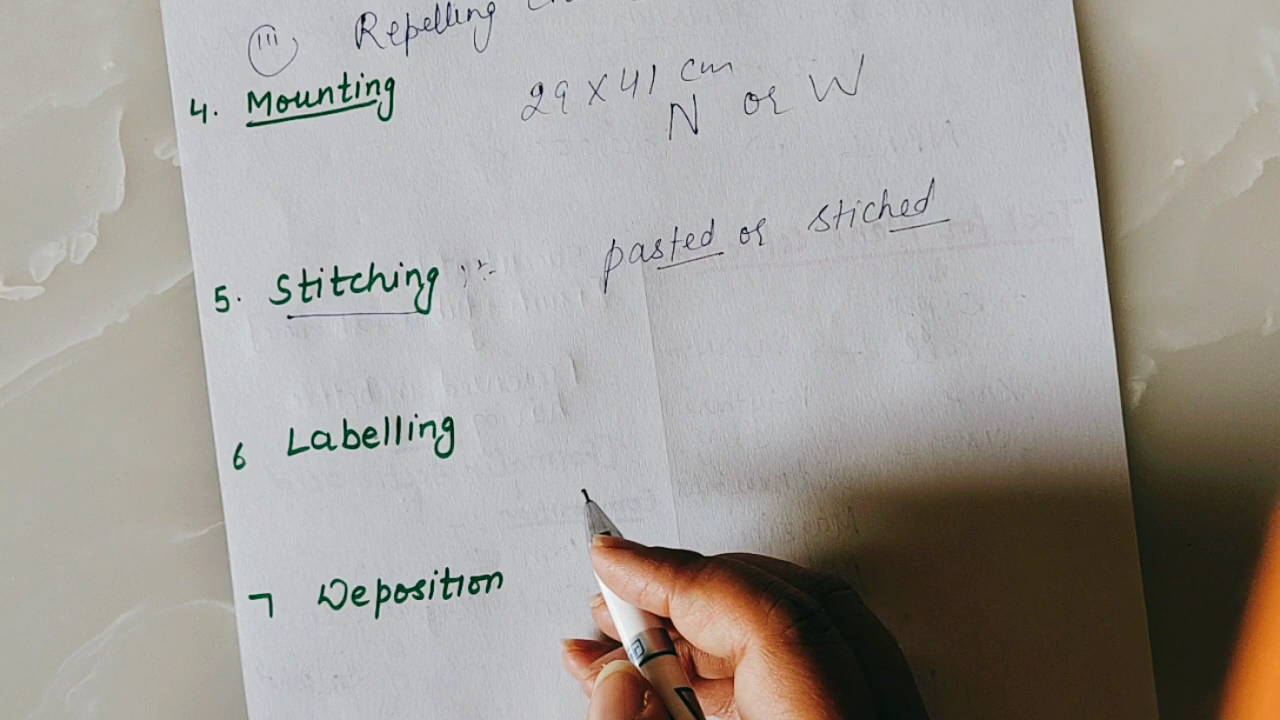 (iii) Repelling
4. Mounting 29 X 41 cm
N or W
5. Stitching :- pasted or stiched
6 Labelling
7 Deposition